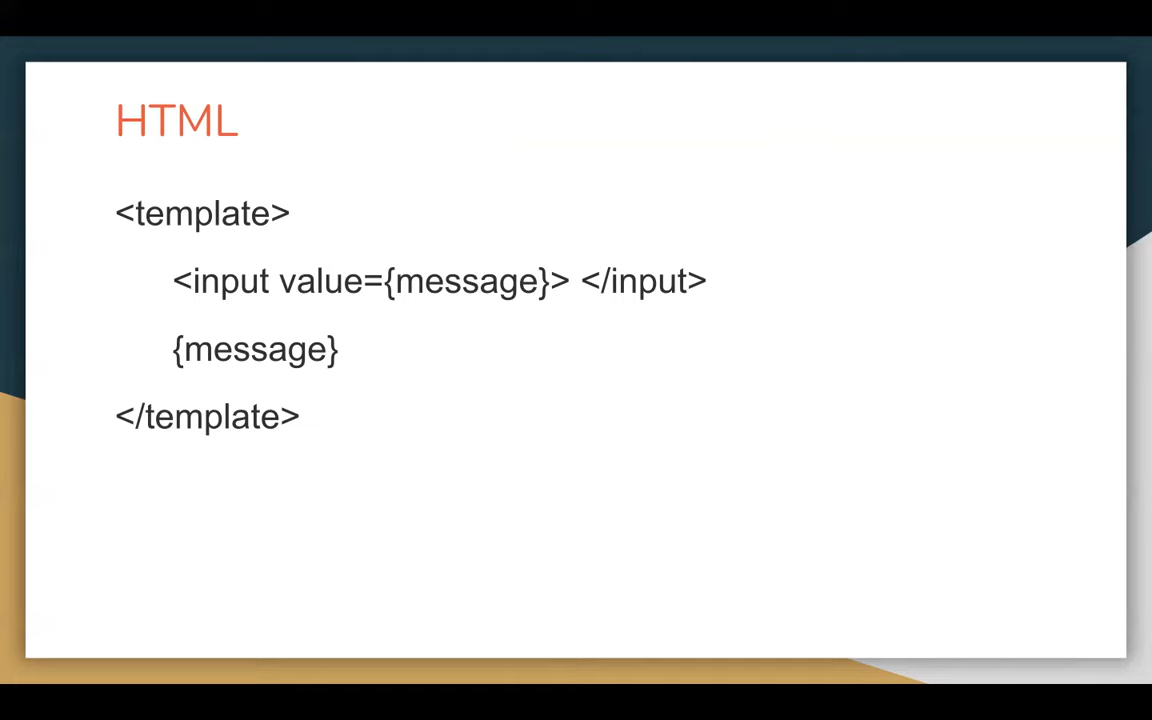 HTML
<template>
<input value={message}> </input>
{message}
</template>